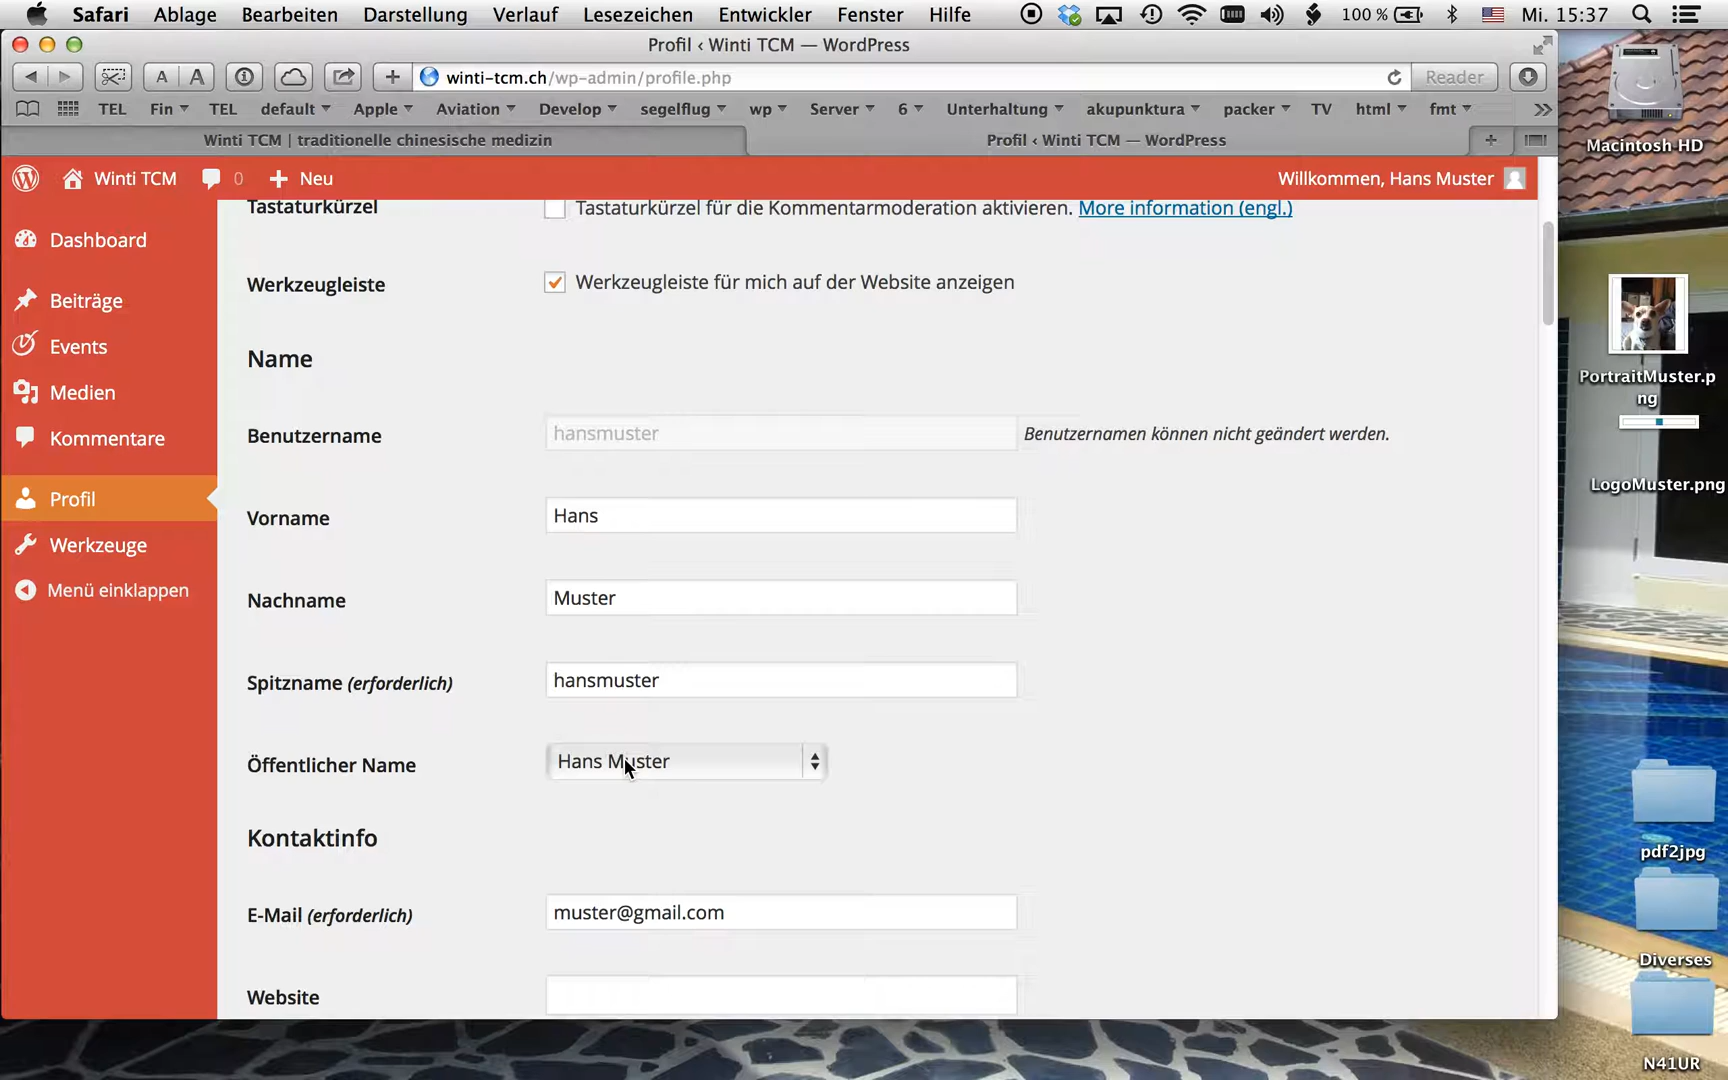 Safari Ablage Bearbeiten Darstellung Verlauf Lesezeichen Entwickler Fenster Hilfe 100 % Mi. 15:37
Profil ‹ Winti TCM — WordPress
A A + winti-tcm.ch/wp-admin/profile.php Reader
TEL Fin TEL default Apple Aviation Develop segelflug wp Server 6 Unterhaltung akupunktura packer TV html fmt
Winti TCM | traditionelle chinesische medizin Profil ‹ Winti TCM — WordPress
Winti TCM 0 + Neu Willkommen, Hans Muster
Tastaturkürzel Tastaturkürzel für die Kommentarmoderation aktivieren. More information (engl.)
Dashboard
Werkzeugleiste Werkzeugleiste für mich auf der Website anzeigen
Beiträge
Events
Name
Medien
Kommentare
Benutzername hansmuster Benutzernamen können nicht geändert werden.
Profil
Vorname Hans
Werkzeuge
Menü einklappen
Nachname Muster
Spitzname (erforderlich) hansmuster
Öffentlicher Name Hans Muster
Kontaktinfo
E-Mail (erforderlich) muster@gmail.com
Website
Macintosh HD
PortraitMuster.p
ng
LogoMuster.png
pdf2jpg
Diverses
N41UR